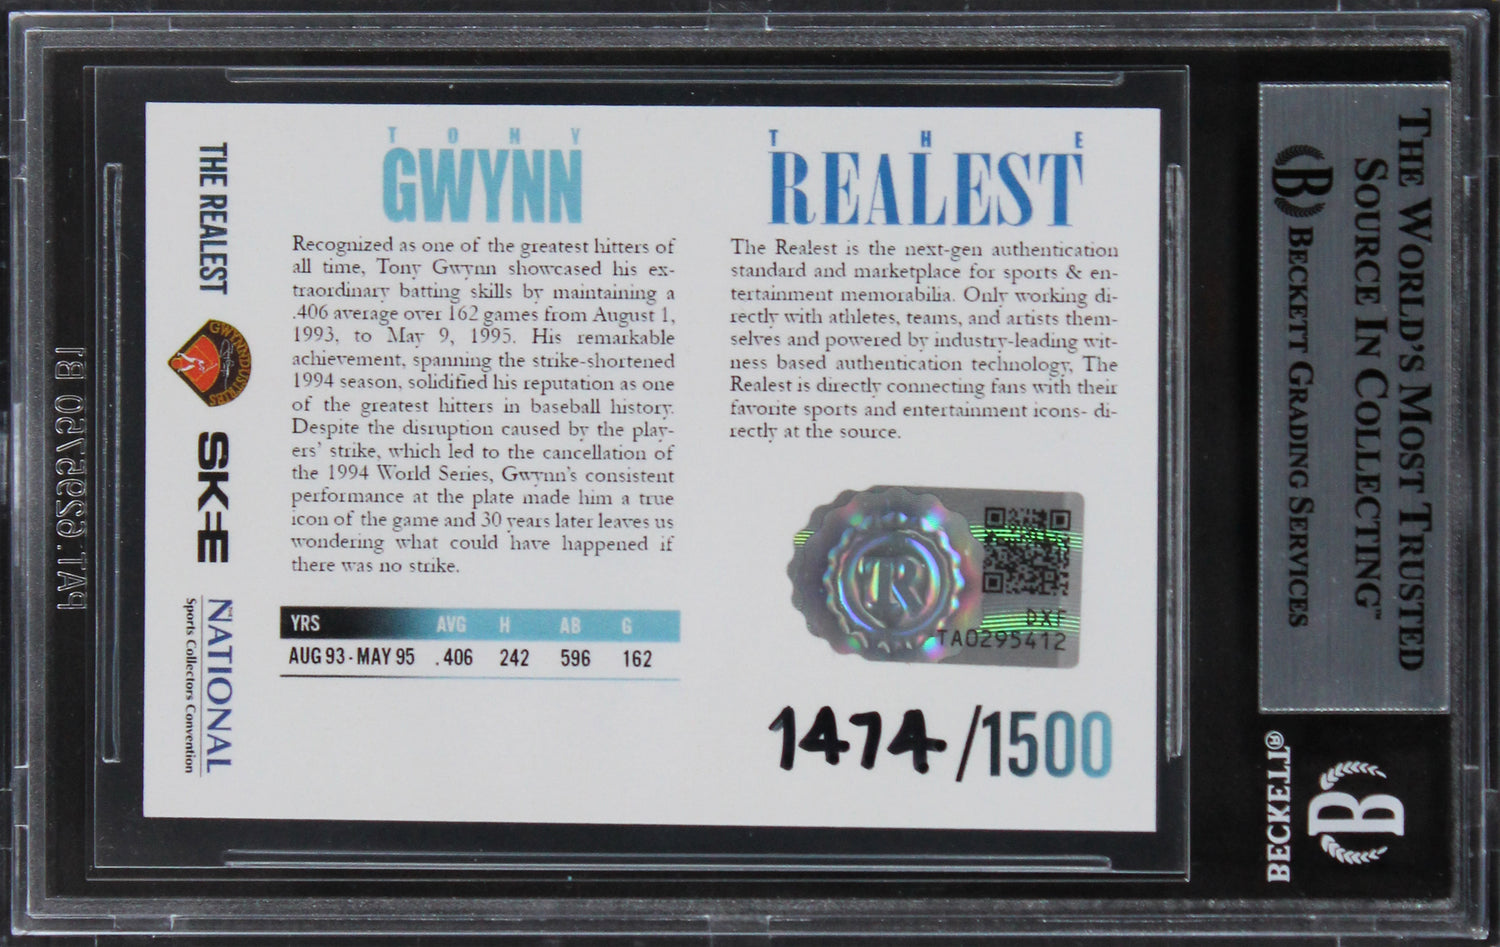 TONY
GWYNN
Recognized as one of the greatest hitters of
all time, Tony Gwynn showcased his ex-
traordinary batting skills by maintaining a
.406 average over 162 games from August 1,
1993, to May 9, 1995. His remarkable
achievement, spanning the strike-shortened
1994 season, solidified his reputation as one
of the greatest hitters in baseball history.
Despite the disruption caused by the play-
ers' strike, which led to the cancellation of
the 1994 World Series, Gwynn's consistent
performance at the plate made him a true
icon of the game and 30 years later leaves us
wondering what could have happened if
there was no strike.
YRS AVG H AB G
AUG 93 - MAY 95 .406 242 596 162
THE
REALEST
The Realest is the next-gen authentication
standard and marketplace for sports & en-
tertainment memorabilia. Only working di-
rectly with athletes, teams, and artists them-
selves and powered by industry-leading wit-
ness based authentication technology, The
Realest is directly connecting fans with their
favorite sports and entertainment icons- di-
rectly at the source.
TR
DXF
TA0295412
1474/1500
THE REALEST
GWYNNDUSTRIES
SKE
THE NATIONAL
Sports Collectors Convention
THE WORLD'S MOST TRUSTED
SOURCE IN COLLECTING™
B BECKETT GRADING SERVICES
BECKETT®
B
PAT. 6295750 B1